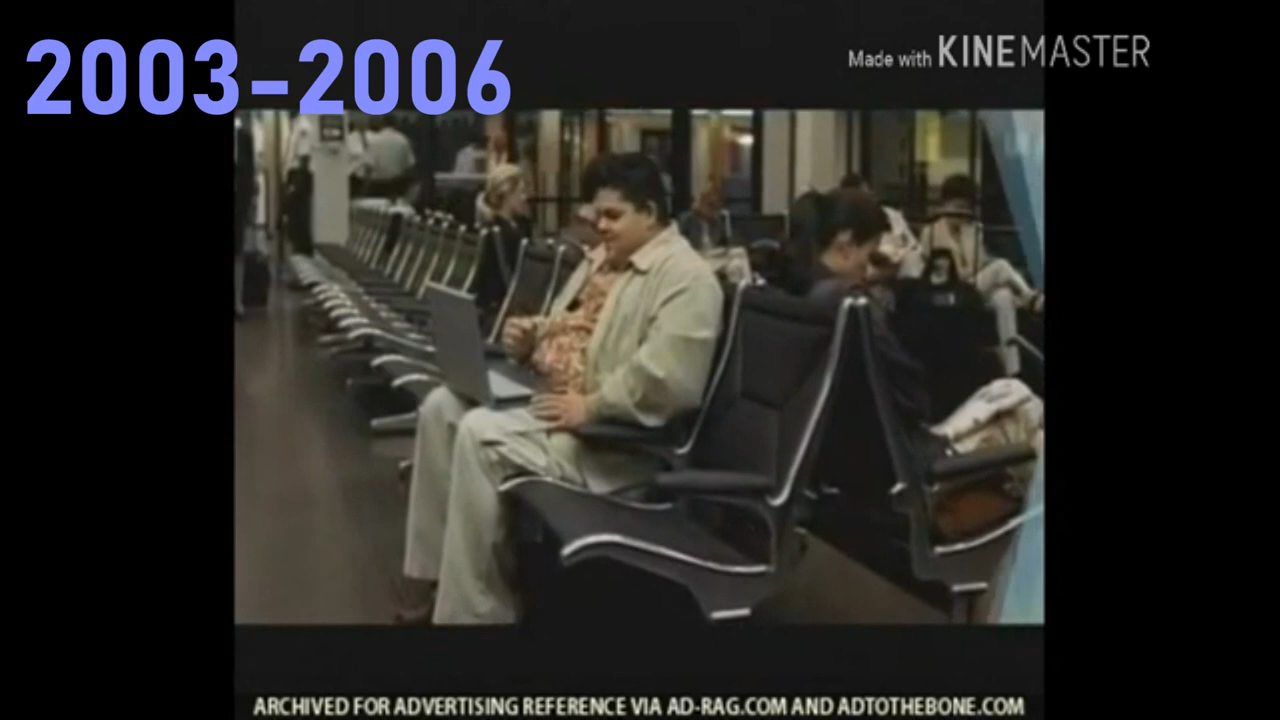 2003-2006
Made with KINEMASTER
ARCHIVED FOR ADVERTISING REFERENCE VIA AD-RAG.COM AND ADTOTHEBONE.COM